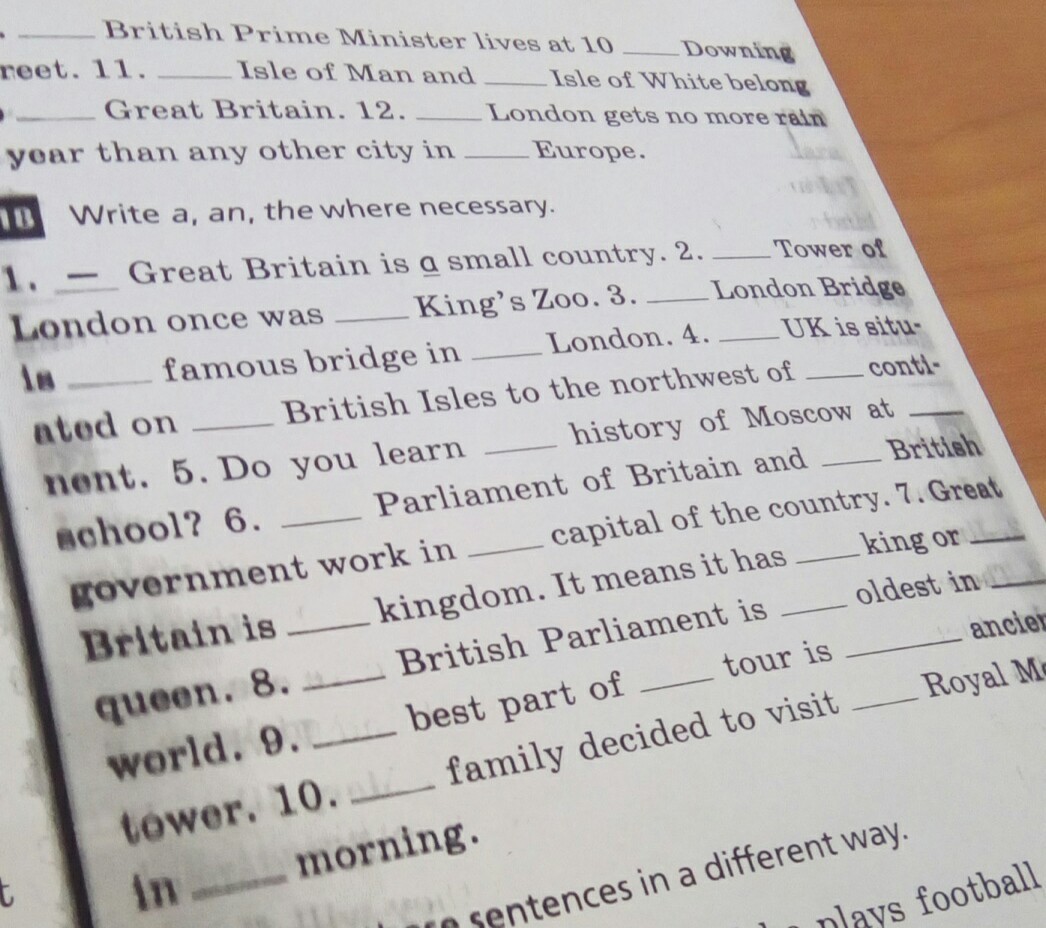 . ____ British Prime Minister lives at 10 ____ Downing
reet. 11. ____ Isle of Man and ____ Isle of White belong
____ Great Britain. 12. ____ London gets no more rain
year than any other city in ____ Europe.
1B Write a, an, the where necessary.
1. — Great Britain is a small country. 2. ____ Tower of
London once was ____ King's Zoo. 3. ____ London Bridge
is ____ famous bridge in ____ London. 4. ____ UK is situ-
ated on ____ British Isles to the northwest of ____ conti-
nent. 5. Do you learn ____ history of Moscow at ____
school? 6. ____ Parliament of Britain and ____ British
government work in ____ capital of the country. 7. Great
Britain is ____ kingdom. It means it has ____ king or ____
queen. 8. ____ British Parliament is ____ oldest in ____
world. 9. ____ best part of ____ tour is ____ ancien
tower. 10. ____ family decided to visit ____ Royal M
in ____ morning.
sentences in a different way.
plays football